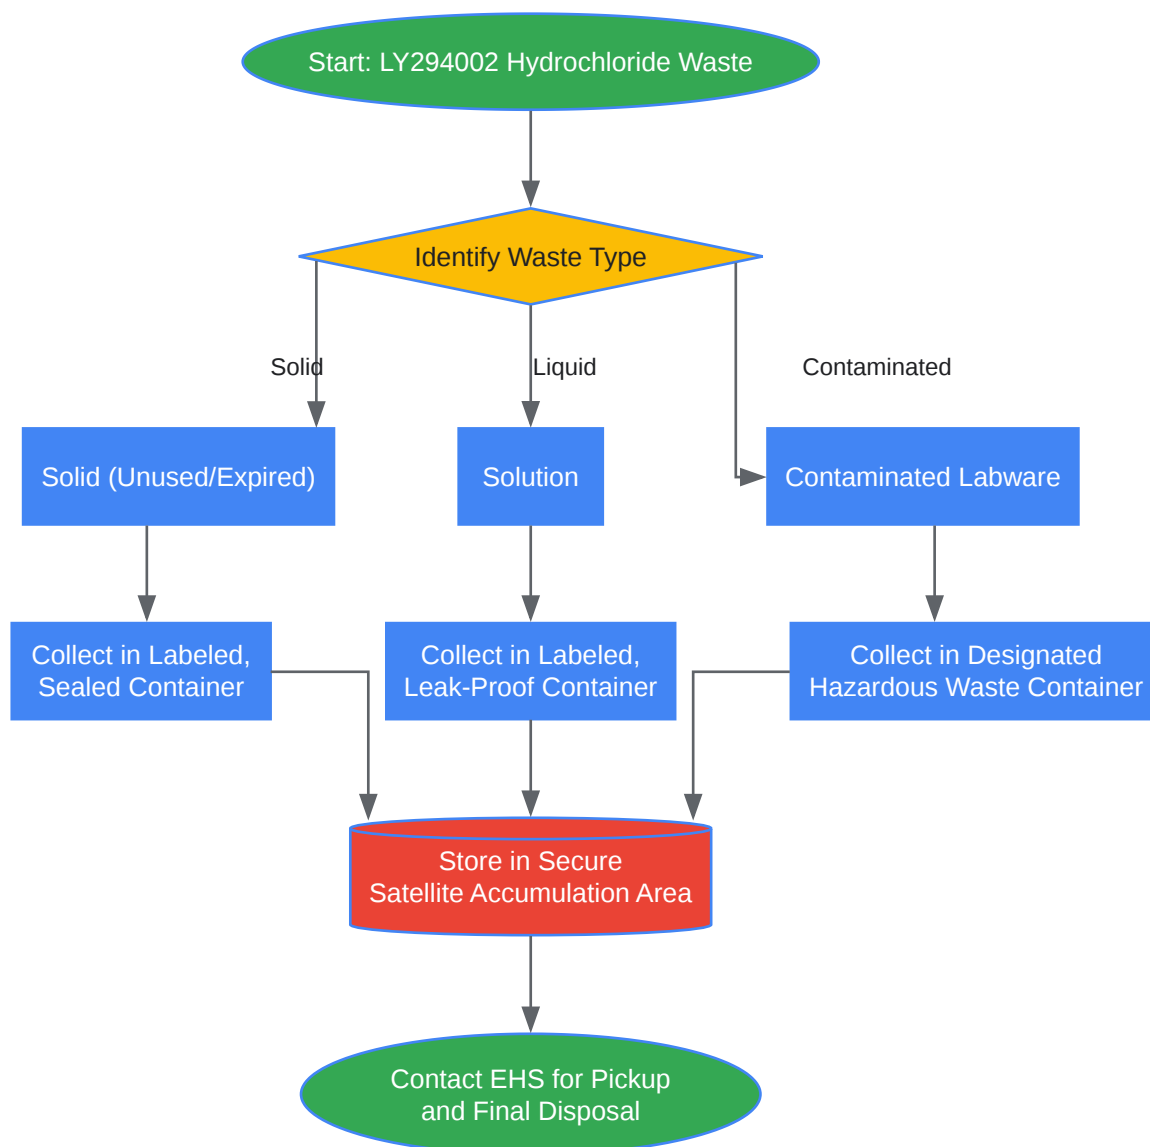 Start: LY294002 Hydrochloride Waste
Identify Waste Type
Solid
Liquid
Contaminated
Solid (Unused/Expired)
Solution
Contaminated Labware
Collect in Labeled,
Sealed Container
Collect in Labeled,
Leak-Proof Container
Collect in Designated
Hazardous Waste Container
Store in Secure
Satellite Accumulation Area
Contact EHS for Pickup
and Final Disposal